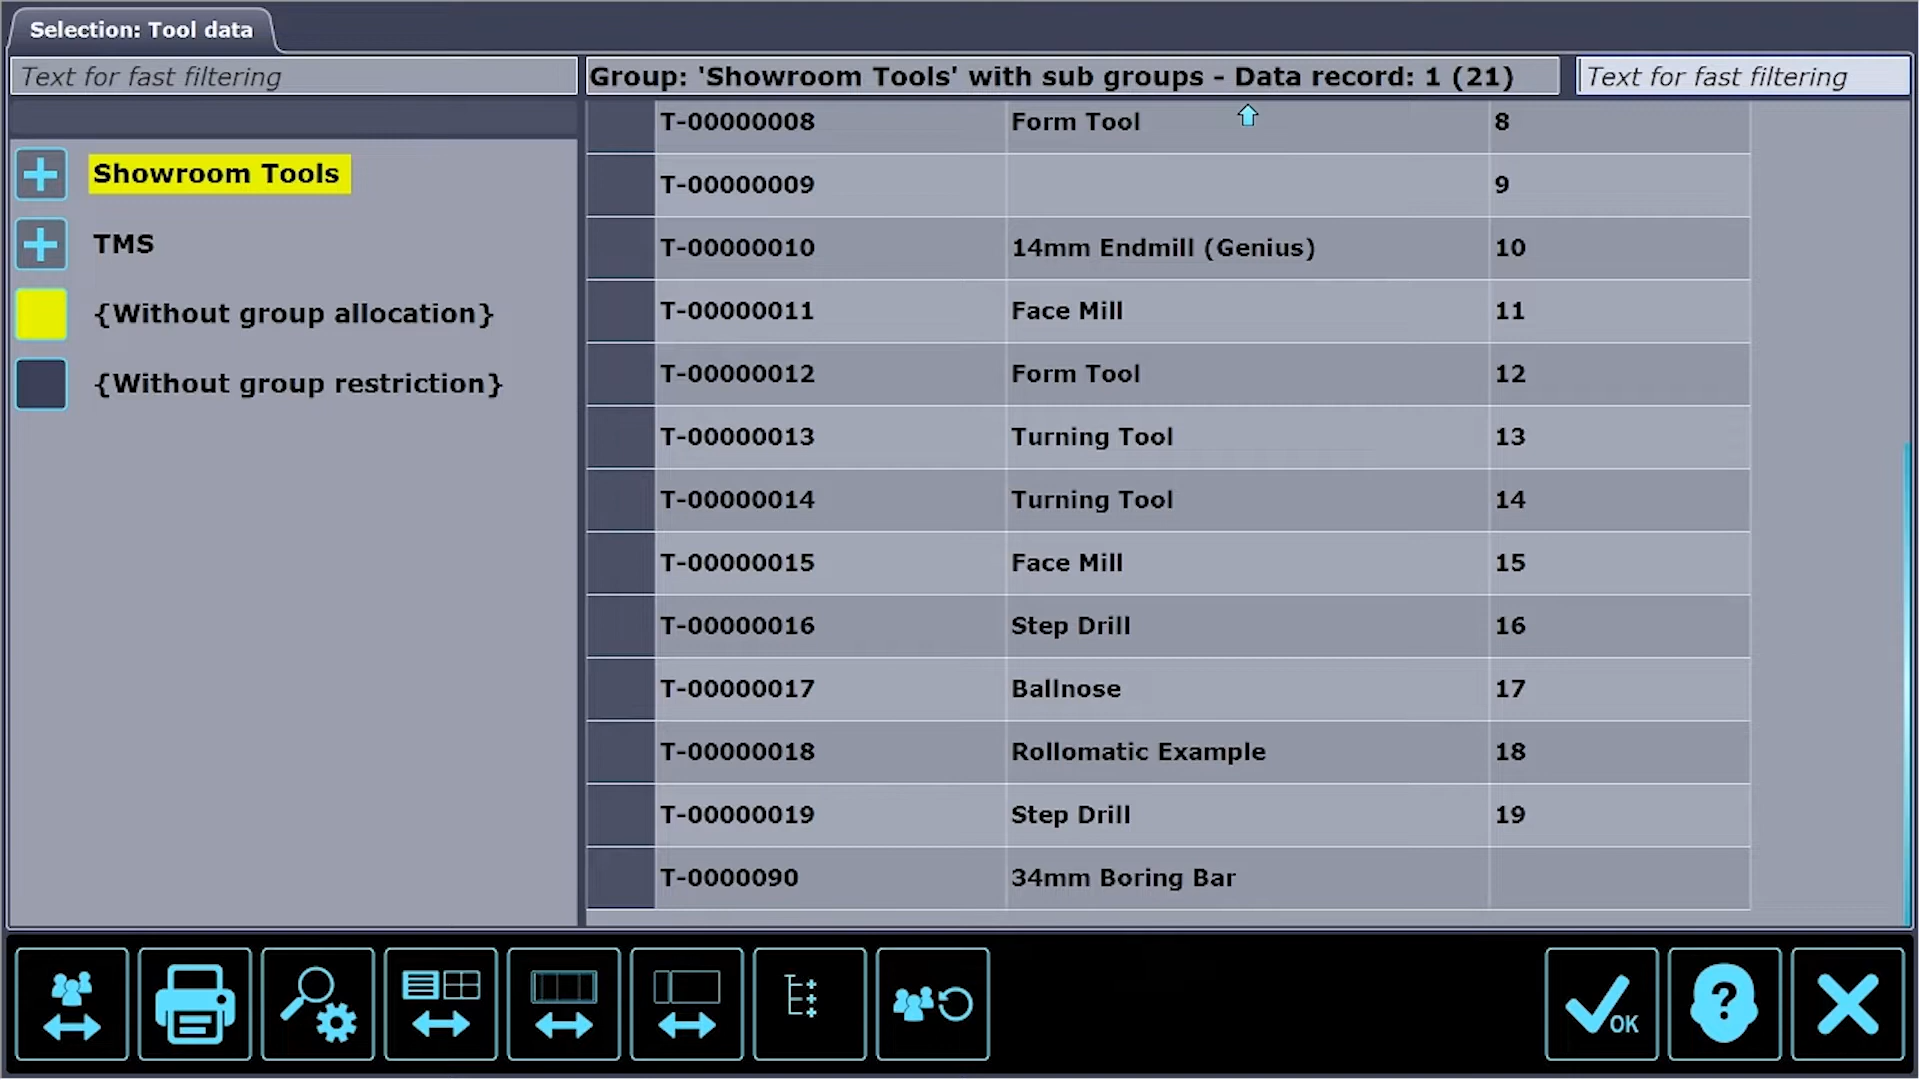 Selection: Tool data
Text for fast filtering
Group: 'Showroom Tools' with sub groups - Data record: 1 (21)
Text for fast filtering
Showroom Tools
TMS
{Without group allocation}
{Without group restriction}
T-00000008 Form Tool 8
T-00000009 9
T-00000010 14mm Endmill (Genius) 10
T-00000011 Face Mill 11
T-00000012 Form Tool 12
T-00000013 Turning Tool 13
T-00000014 Turning Tool 14
T-00000015 Face Mill 15
T-00000016 Step Drill 16
T-00000017 Ballnose 17
T-00000018 Rollomatic Example 18
T-00000019 Step Drill 19
T-0000090 34mm Boring Bar
OK
?